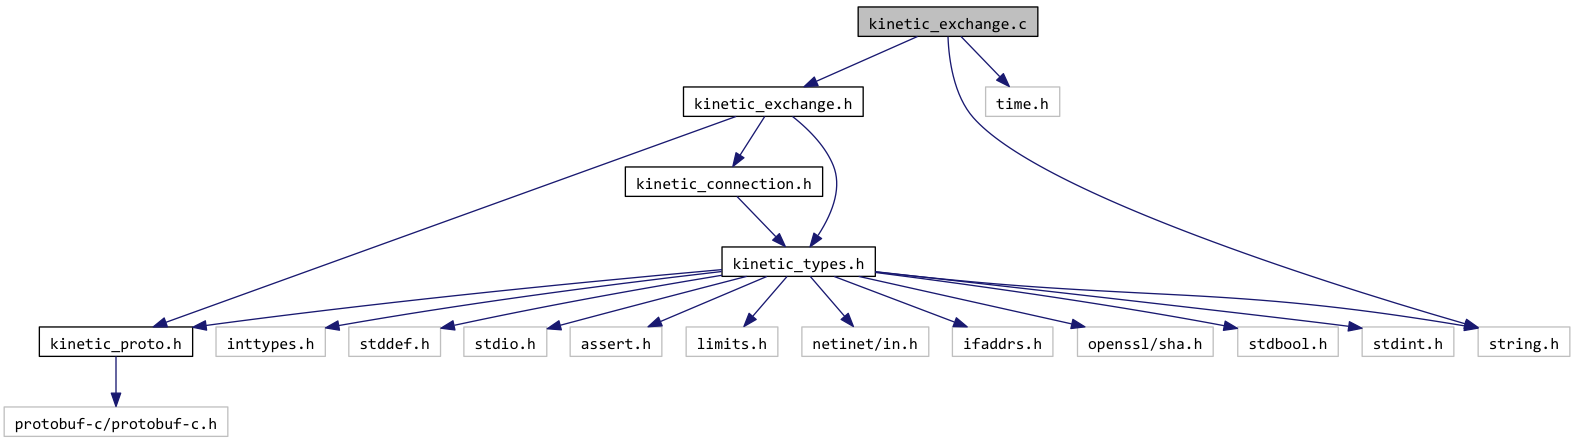 kinetic_exchange.c
kinetic_exchange.h
time.h
kinetic_connection.h
kinetic_types.h
kinetic_proto.h
inttypes.h
stddef.h
stdio.h
assert.h
limits.h
netinet/in.h
ifaddrs.h
openssl/sha.h
stdbool.h
stdint.h
string.h
protobuf-c/protobuf-c.h